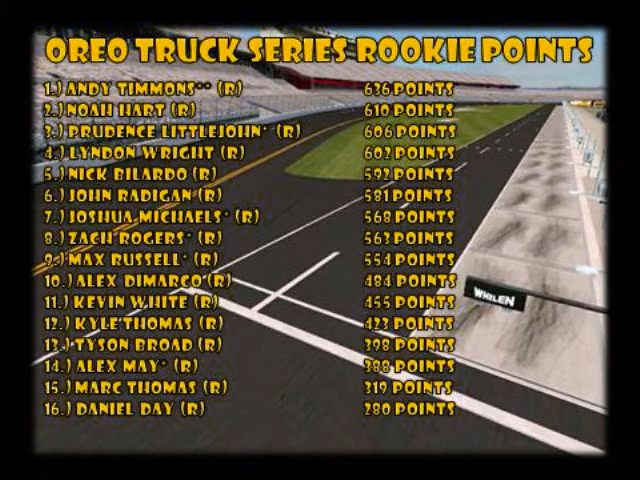 OREO TRUCK SERIES ROOKIE POINTS
1.) ANDY TIMMONS** (R) 636 POINTS
2.) NOAH HART (R) 610 POINTS
3.) PRUDENCE LITTLEJOHN* (R) 606 POINTS
4.) LYNDON WRIGHT (R) 602 POINTS
5.) NICK BILARDO (R) 592 POINTS
6.) JOHN RADIGAN (R) 581 POINTS
7.) JOSHUA MICHAELS* (R) 568 POINTS
8.) ZACH ROGERS* (R) 563 POINTS
9.) MAX RUSSELL* (R) 554 POINTS
10.) ALEX DIMARCO (R) 484 POINTS
11.) KEVIN WHITE (R) 455 POINTS
12.) KYLE THOMAS (R) 423 POINTS
13.) TYSON BROAD (R) 398 POINTS
14.) ALEX MAY* (R) 388 POINTS
15.) MARC THOMAS (R) 319 POINTS
16.) DANIEL DAY (R) 280 POINTS
WHELEN